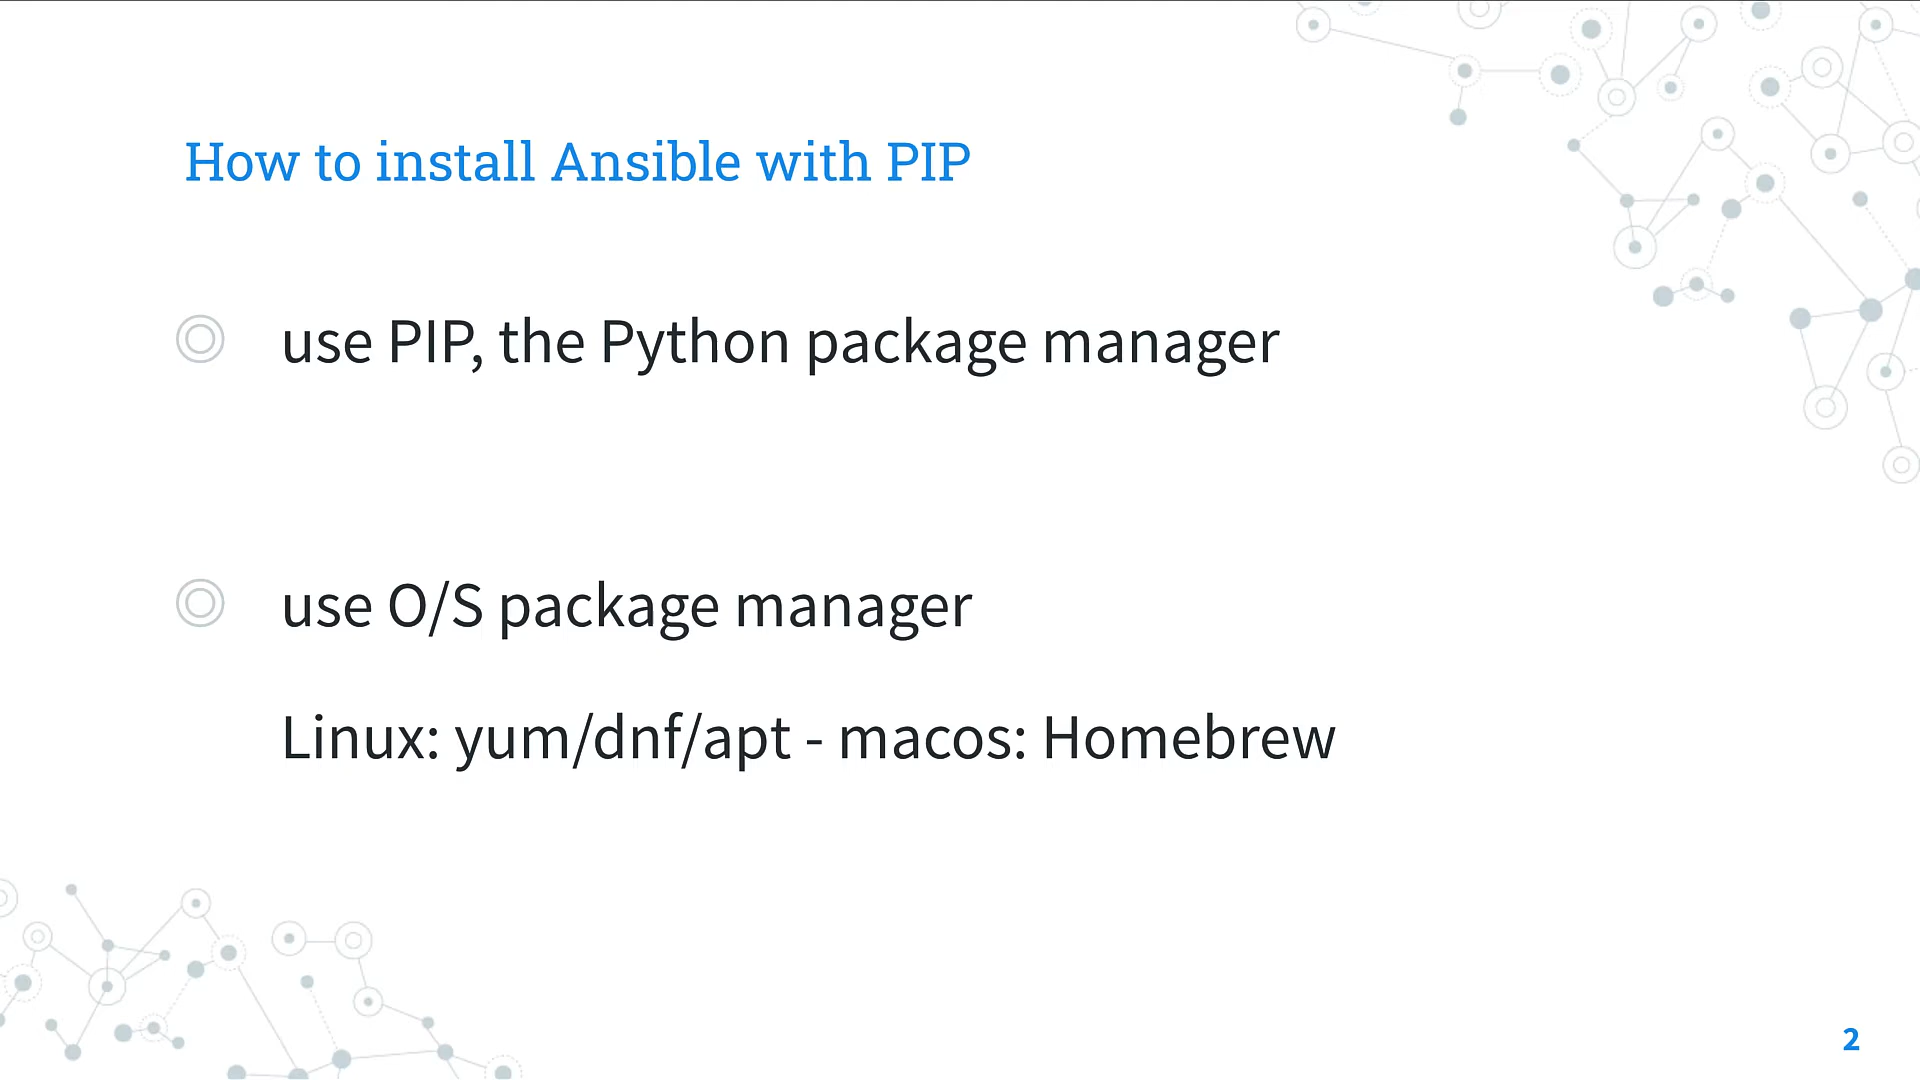 How to install Ansible with PIP
use PIP, the Python package manager
use O/S package manager
Linux: yum/dnf/apt - macos: Homebrew
2